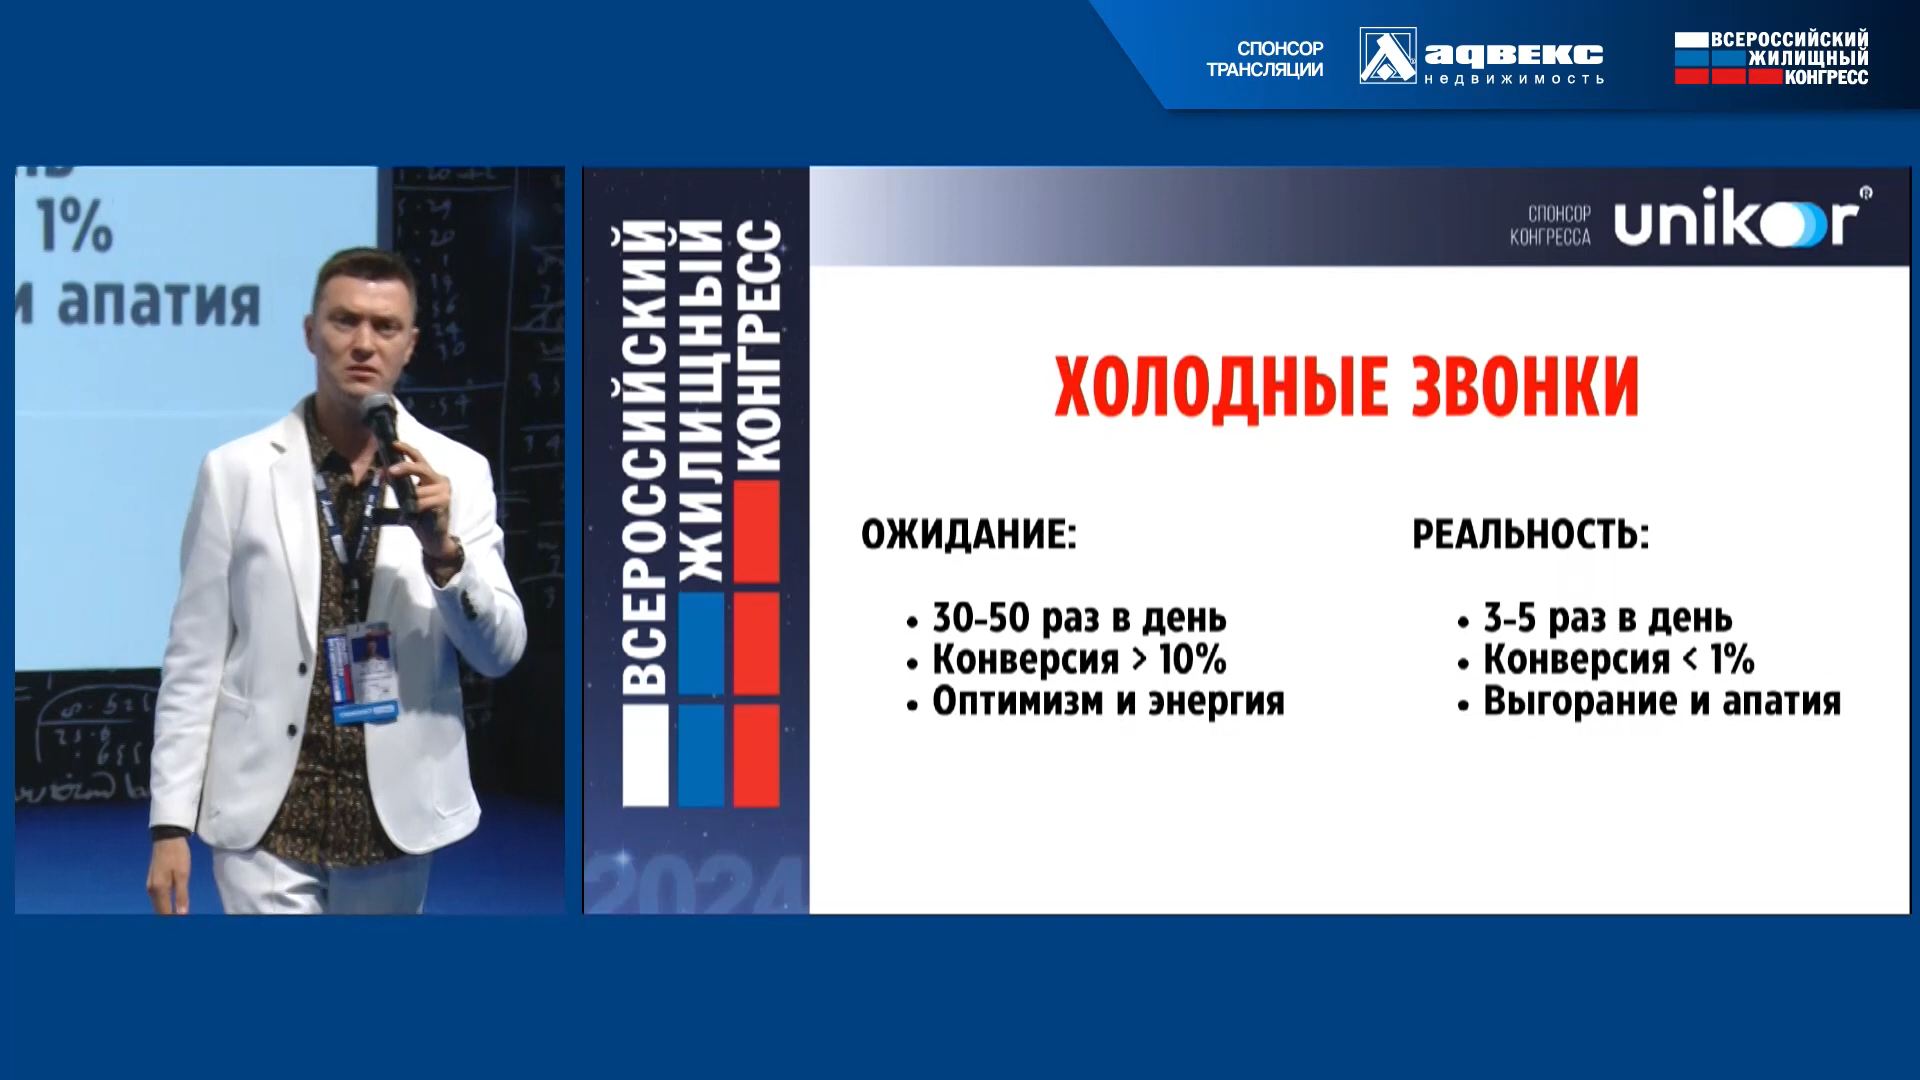 СПОНСОР
ТРАНСЛЯЦИИ
адвекс
недвижимость
ВСЕРОССИЙСКИЙ
ЖИЛИЩНЫЙ
КОНГРЕСС
1%
и апатия
ВСЕРОССИЙСКИЙ
ЖИЛИЩНЫЙ
КОНГРЕСС
2024
СПОНСОР
КОНГРЕССА
unikor®
ХОЛОДНЫЕ ЗВОНКИ
ОЖИДАНИЕ:
• 30-50 раз в день
• Конверсия > 10%
• Оптимизм и энергия
РЕАЛЬНОСТЬ:
• 3-5 раз в день
• Конверсия < 1%
• Выгорание и апатия